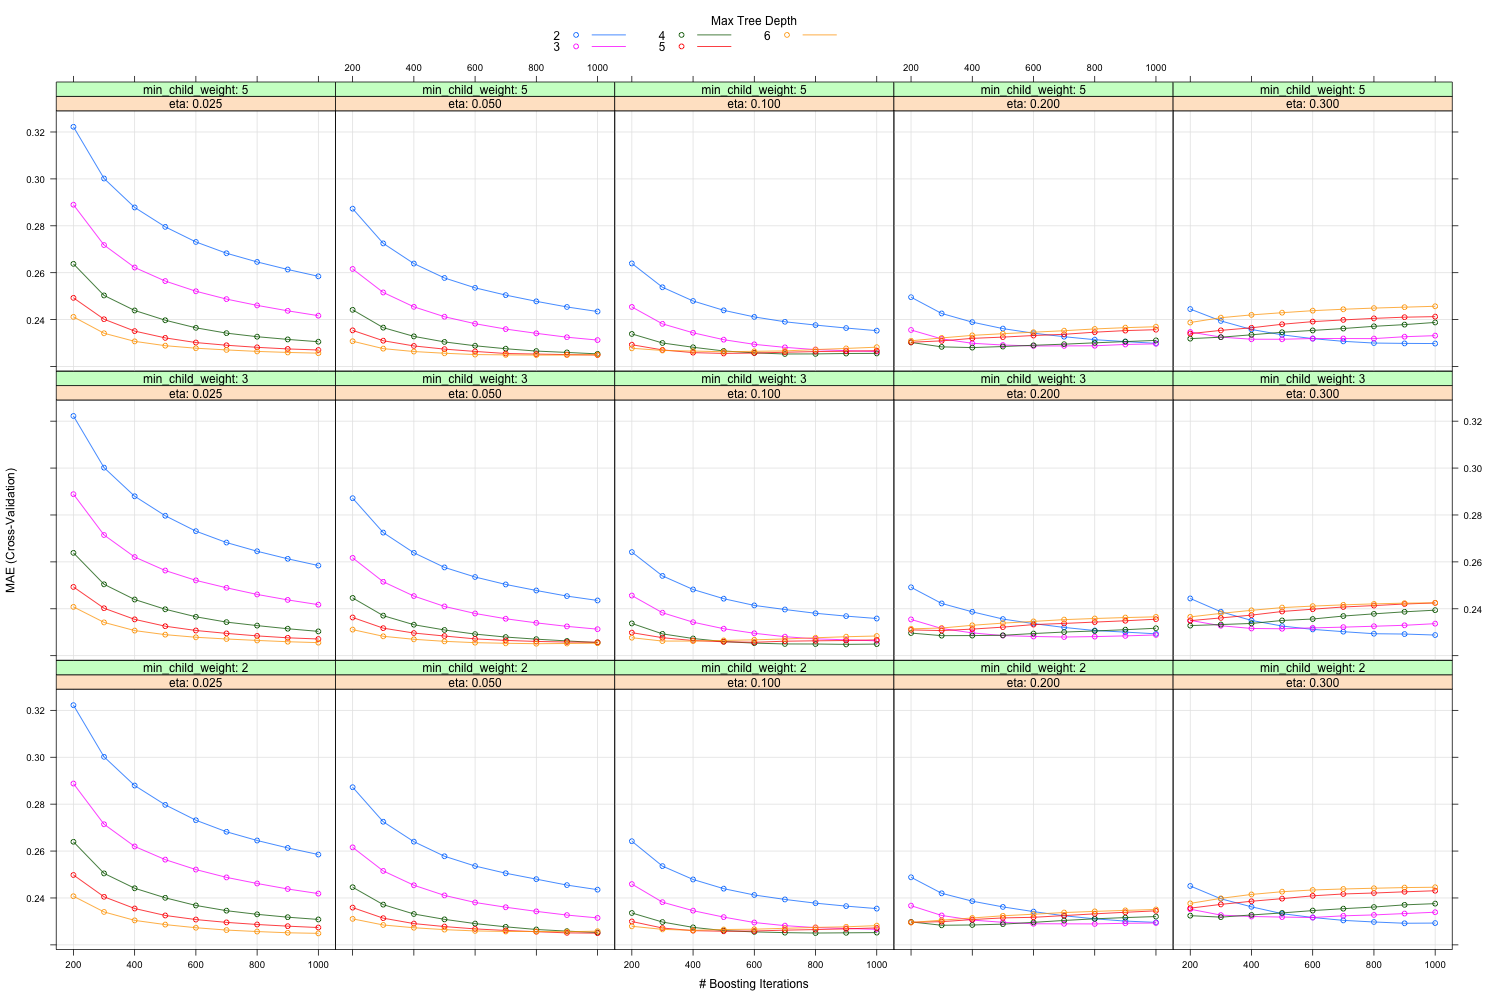 Max Tree Depth
2 4 6
3 5
200 400 600 800 1000 200 400 600 800 1000
min_child_weight: 5 min_child_weight: 5 min_child_weight: 5 min_child_weight: 5 min_child_weight: 5
eta: 0.025 eta: 0.050 eta: 0.100 eta: 0.200 eta: 0.300
0.32
0.30
0.28
0.26
0.24
min_child_weight: 3 min_child_weight: 3 min_child_weight: 3 min_child_weight: 3 min_child_weight: 3
eta: 0.025 eta: 0.050 eta: 0.100 eta: 0.200 eta: 0.300
0.32
0.30
0.28
0.26
0.24
MAE (Cross-Validation)
min_child_weight: 2 min_child_weight: 2 min_child_weight: 2 min_child_weight: 2 min_child_weight: 2
eta: 0.025 eta: 0.050 eta: 0.100 eta: 0.200 eta: 0.300
0.32
0.30
0.28
0.26
0.24
200 400 600 800 1000 200 400 600 800 1000 200 400 600 800 1000
# Boosting Iterations